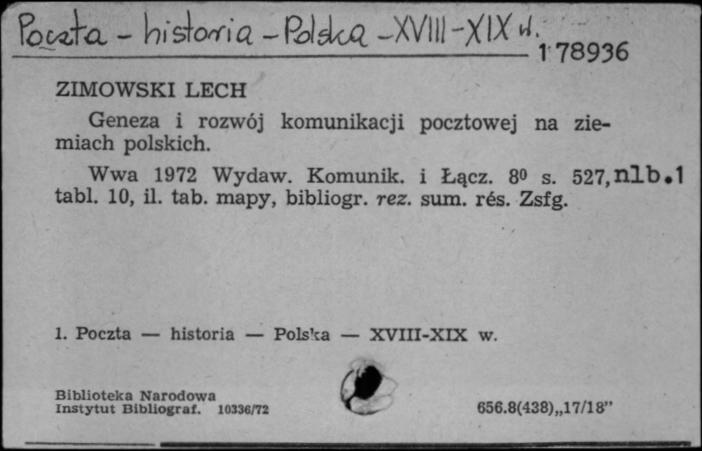 Poczta - historia - Polska - XVIII-XIX w.
178936
ZIMOWSKI LECH
Geneza i rozwój komunikacji pocztowej na zie-
miach polskich.
Wwa 1972 Wydaw. Komunik. i Łącz. 8⁰ s. 527, nlb.1
tabl. 10, il. tab. mapy, bibliogr. rez. sum. rés. Zsfg.
1. Poczta — historia — Polska — XVIII-XIX w.
Biblioteka Narodowa
Instytut Bibliograf. 10336/72
656.8(438)„17/18”